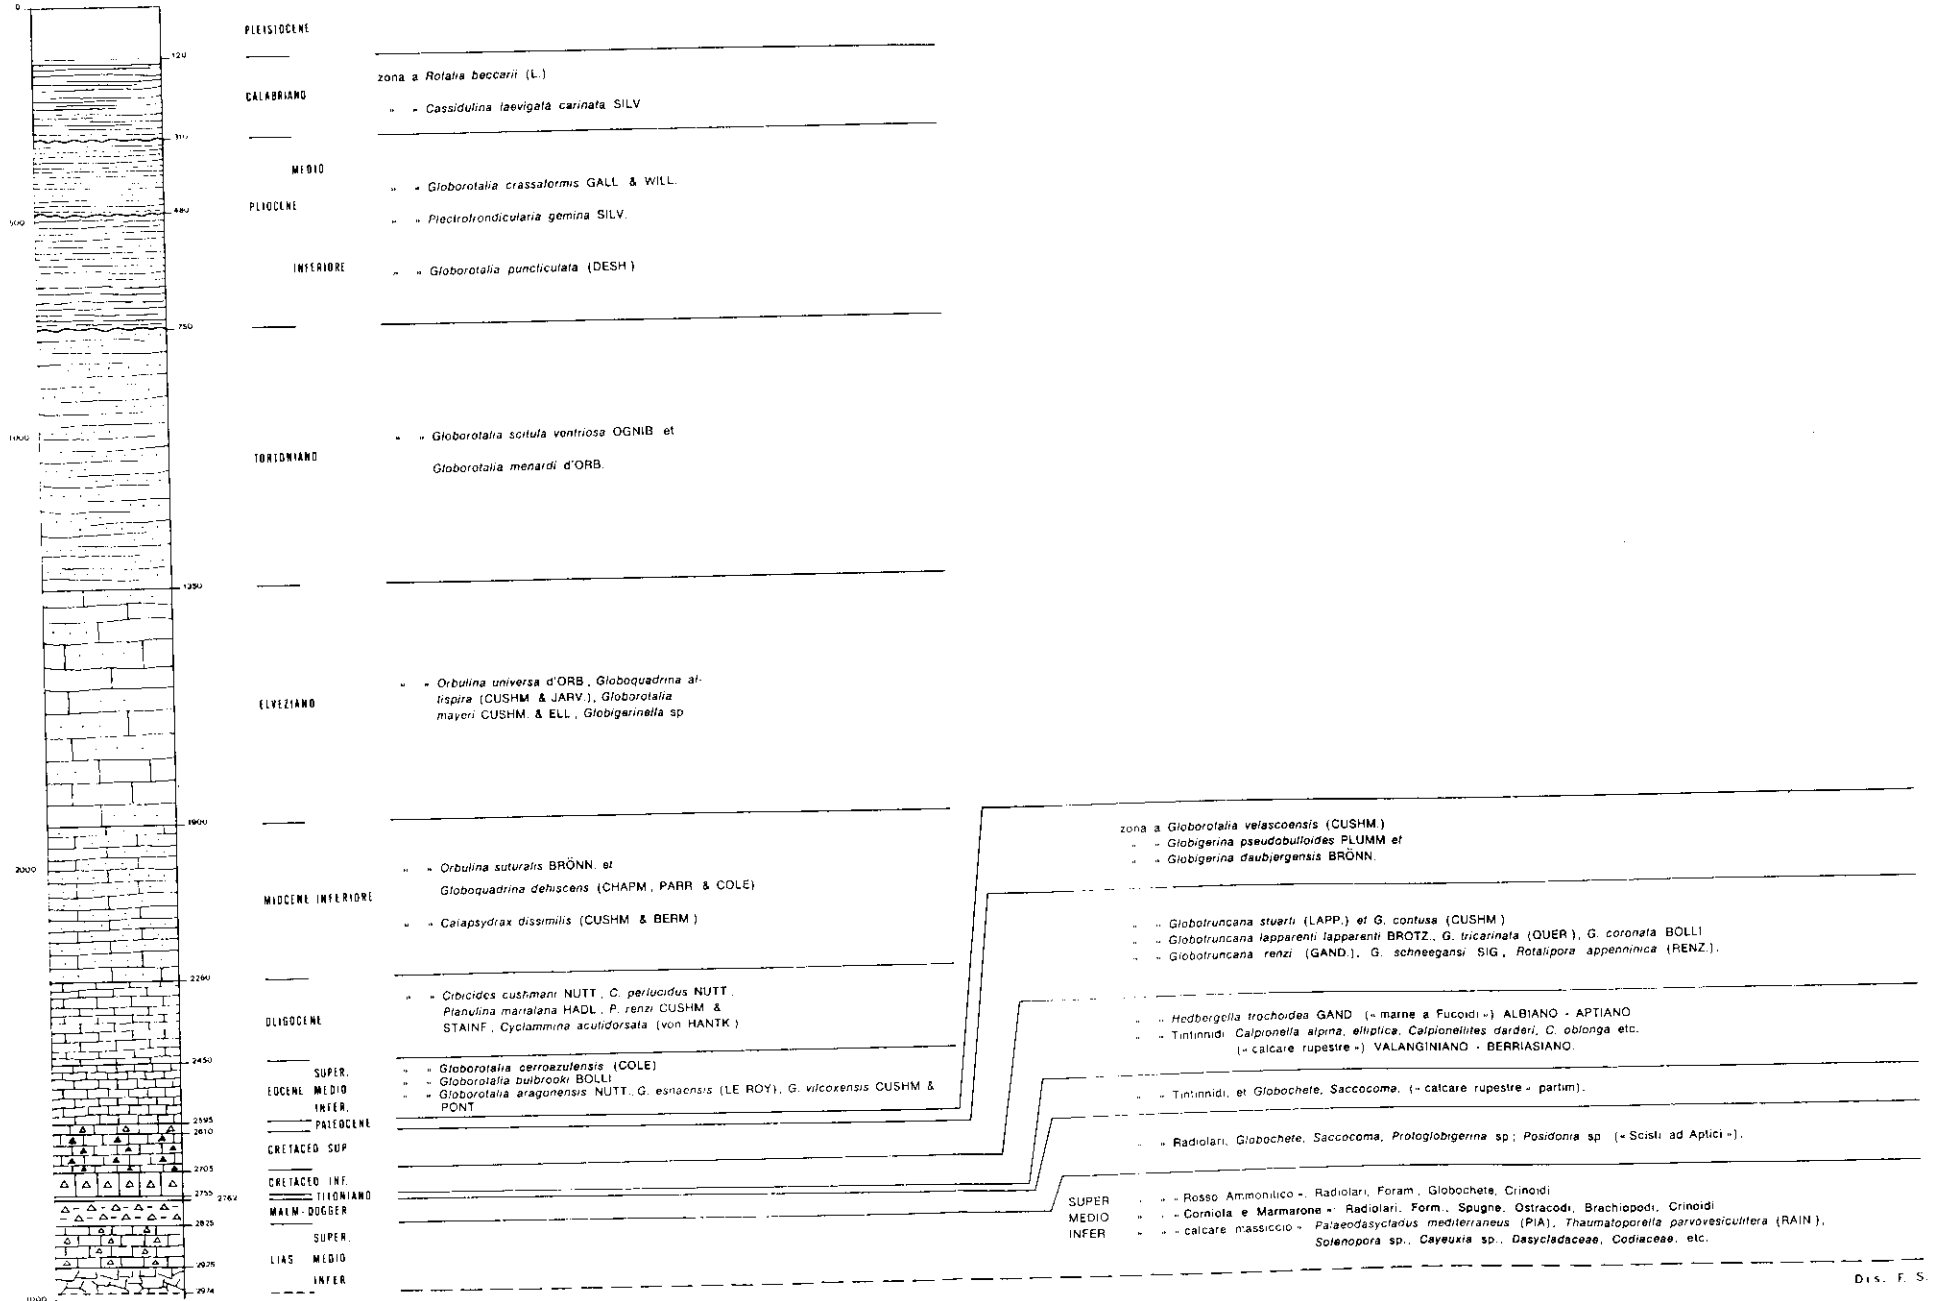 0
PLEISTOCENE
120
zona a Rotalia beccarii (L.)
CALABRIANO
" " Cassidulina laevigata carinata SILV
310
MEDIO
" " Globorotalia crassaformis GALL & WILL.
PLIOCENE
480
500
" " Plectofrondicularia gemina SILV.
INFERIORE
" " Globorotalia puncticulata (DESH)
750
1000
" " Globorotalia scitula ventriosa OGNIB et
TORTONIANO
Globorotalia menardi d'ORB.
1350
" " Orbulina universa d'ORB, Globoquadrina al-
tispira (CUSHM & JARV.), Globorotalia
ELVEZIANO
mayeri CUSHM. & ELL, Globigerinella sp
1900
2000
" " Orbulina suturalis BRÖNN. et
Globoquadrina dehiscens (CHAPM, PARR & COLE)
MIOCENE INFERIORE
" " Catapsydrax dissimilis (CUSHM & BERM)
2260
" " Cibicides cushmani NUTT, C. perlucidus NUTT,
Planulina marialana HADL, P. renzi CUSHM &
OLIGOCENE
STAINF, Cyclammina acutidorsata (von HANTK)
2450
SUPER.
" " Globorotalia cerroazulensis (COLE)
" " Globorotalia bulbrooki BOLLI
EOCENE MEDIO
" " Globorotalia aragonensis NUTT., G. esnaensis (LE ROY), G. vilcoxensis CUSHM &
INFER.
PONT
2595
PALEOCENE
2610
CRETACEO SUP
2705
CRETACEO INF.
2755
TITONIANO
2762
MALM-DOGGER
2825
SUPER.
LIAS MEDIO
2925
INFER
2974
3000
zona a Globorotalia velascoensis (CUSHM.)
" " Globigerina pseudobulloides PLUMM et
" " Globigerina daubjergensis BRÖNN.
" " Globotruncana stuarti (LAPP.) et G. contusa (CUSHM)
" " Globotruncana lapparenti lapparenti BROTZ., G. tricarinata (QUER), G. coronata BOLLI
" " Globotruncana renzi (GAND.), G. schneegansi SIG, Rotalipora appenninica (RENZ.).
" " Hedbergella trochoidea GAND («marne a Fucoidi») ALBIANO - APTIANO
" " Tintinnidi Calpionella alpina, elliptica, Calpionellites darderi, C. oblonga etc.
(«calcare rupestre») VALANGINIANO - BERRIASIANO.
" " Tintinnidi, et Globochete, Saccocoma, («calcare rupestre» partim).
" " Radiolari, Globochete, Saccocoma, Protoglobigerina sp; Posidonia sp («Scisti ad Aptici»).
SUPER " " «Rosso Ammonitico», Radiolari, Foram, Globochete, Crinoidi
MEDIO " " «Corniola e Marmarone» Radiolari, Form., Spugne, Ostracodi, Brachiopodi, Crinoidi
INFER " " «calcare massiccio» Palaeodasycladus mediterraneus (PIA), Thaumatoporella parvovesiculifera (RAIN),
Solenopora sp., Cayeuxia sp., Dasycladaceae, Codiaceae, etc.
Dis. F. S.